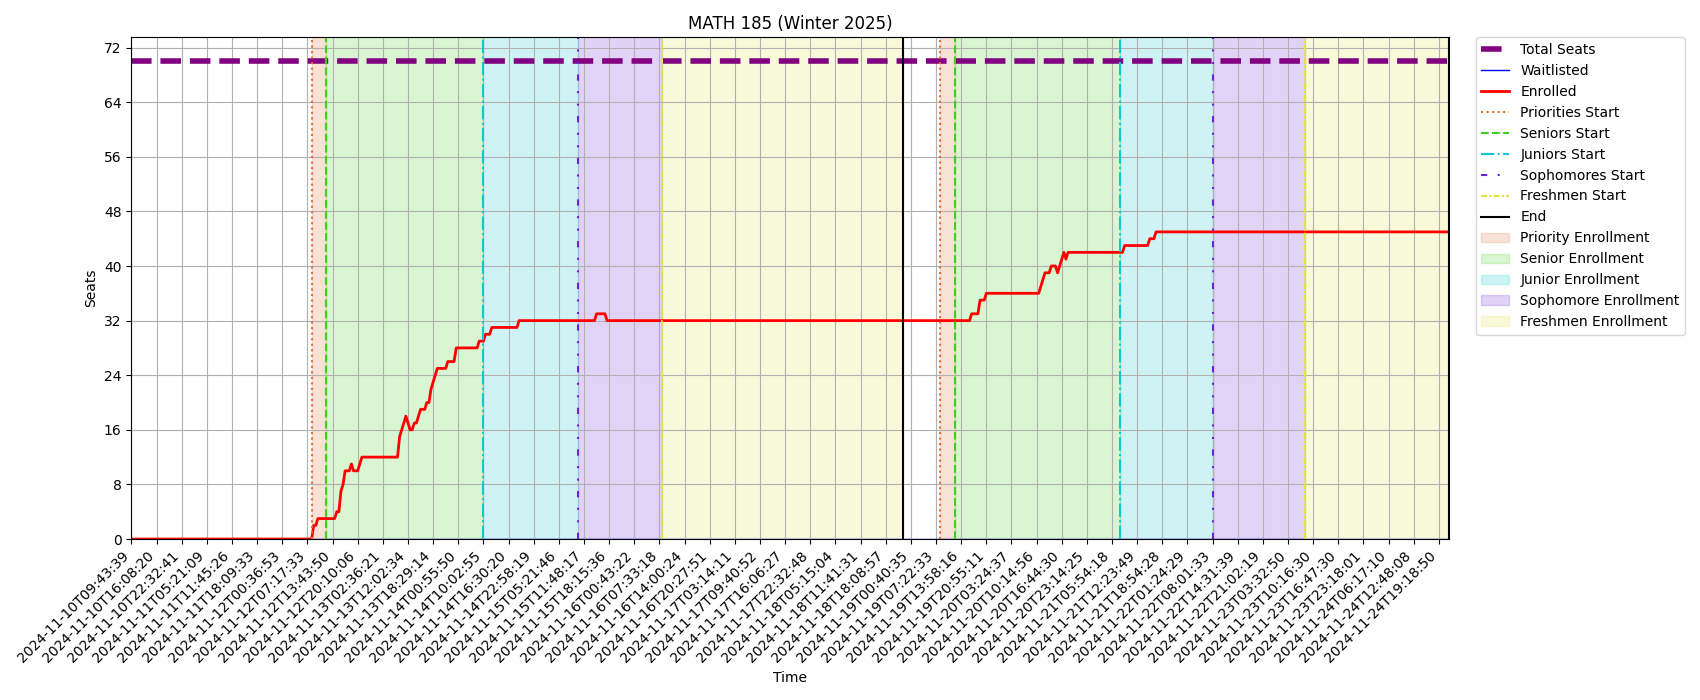 MATH 185 (Winter 2025)
72
64
56
48
40
32
24
16
8
0
Seats
2024-11-10T09:43:39
2024-11-10T16:08:20
2024-11-10T22:32:41
2024-11-11T05:21:09
2024-11-11T11:45:26
2024-11-11T18:09:33
2024-11-12T00:36:53
2024-11-12T07:17:33
2024-11-12T13:43:50
2024-11-12T20:10:06
2024-11-13T02:36:21
2024-11-13T12:02:34
2024-11-13T18:29:14
2024-11-14T00:55:50
2024-11-14T10:02:55
2024-11-14T16:30:20
2024-11-14T22:58:19
2024-11-15T05:21:46
2024-11-15T11:48:17
2024-11-15T18:15:36
2024-11-16T00:43:22
2024-11-16T07:33:18
2024-11-16T14:00:24
2024-11-16T20:27:51
2024-11-17T03:14:11
2024-11-17T09:40:52
2024-11-17T16:06:27
2024-11-17T22:32:48
2024-11-18T05:15:04
2024-11-18T11:41:31
2024-11-18T18:08:57
2024-11-19T00:40:35
2024-11-19T07:22:33
2024-11-19T13:58:16
2024-11-19T20:55:11
2024-11-20T03:24:37
2024-11-20T10:14:56
2024-11-20T16:44:30
2024-11-20T23:14:25
2024-11-21T05:54:18
2024-11-21T12:23:49
2024-11-21T18:54:28
2024-11-22T01:24:29
2024-11-22T08:01:33
2024-11-22T14:31:39
2024-11-22T21:02:19
2024-11-23T03:32:50
2024-11-23T10:16:30
2024-11-23T16:47:30
2024-11-23T23:18:01
2024-11-24T06:17:10
2024-11-24T12:48:08
2024-11-24T19:18:50
Time
Total Seats
Waitlisted
Enrolled
Priorities Start
Seniors Start
Juniors Start
Sophomores Start
Freshmen Start
End
Priority Enrollment
Senior Enrollment
Junior Enrollment
Sophomore Enrollment
Freshmen Enrollment